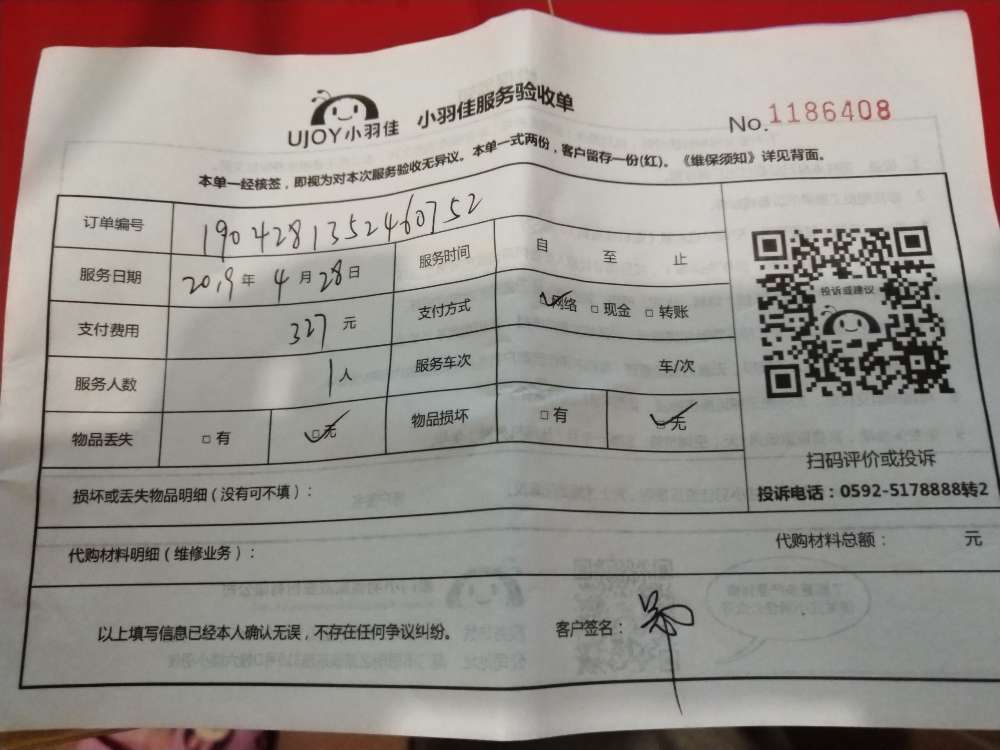 UJOY小羽佳 小羽佳服务验收单 No.1186408
本单一经核签，即视为对本次服务验收无异议。本单一式两份，客户留存一份(红)。《维保须知》详见背面。
订单编号 1904281352460752
服务日期 2019年4月28日 服务时间 自 至 止
支付费用 327元 支付方式 ☑网络 □现金 □转账
服务人数 1人 服务车次 车/次
物品丢失 □有 ☑无 物品损坏 □有 ☑无
投诉或建议
扫码评价或投诉
投诉电话：0592-5178888转2
损坏或丢失物品明细（没有可不填）：
代购材料明细（维修业务）： 代购材料总额： 元
以上填写信息已经本人确认无误，不存在任何争议纠纷。 客户签名：